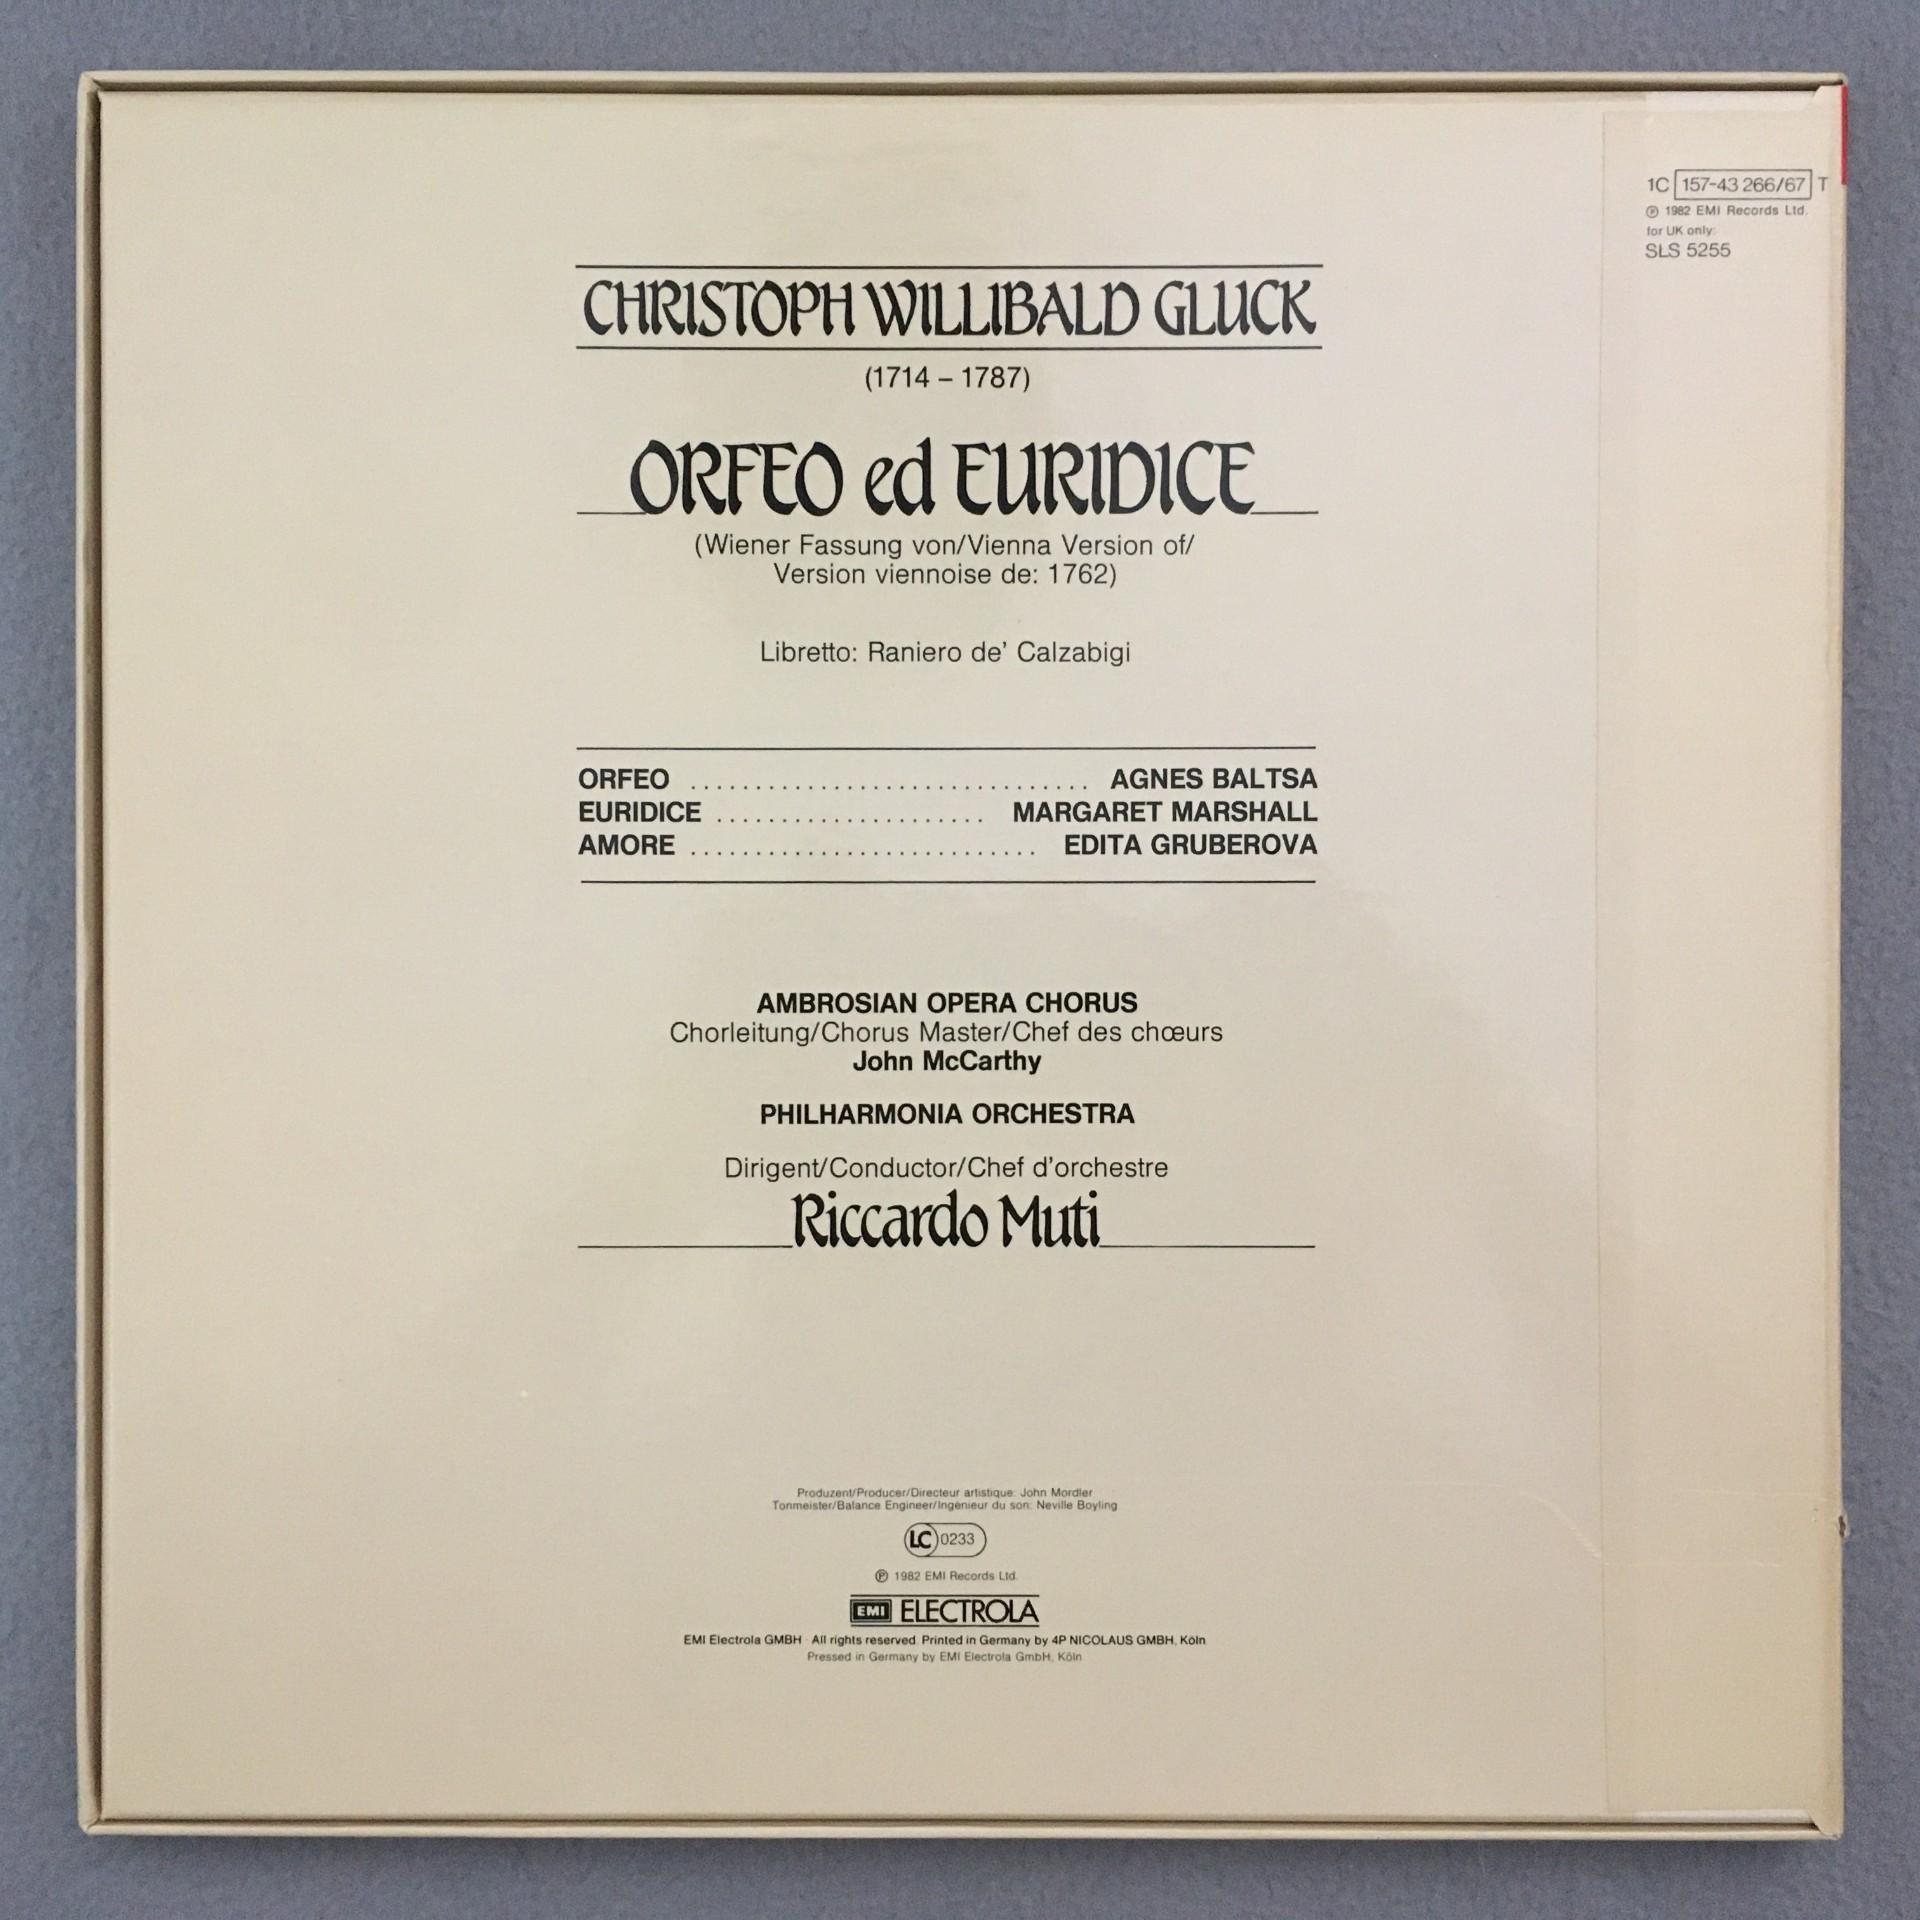 1C 157-43 266/67 T
℗ 1982 EMI Records Ltd.
for UK only:
SLS 5255
CHRISTOPH WILLIBALD GLUCK
(1714 – 1787)
ORFEO ed EURIDICE
(Wiener Fassung von/Vienna Version of/
Version viennoise de: 1762)
Libretto: Raniero de' Calzabigi
ORFEO ............................... AGNES BALTSA
EURIDICE ..................... MARGARET MARSHALL
AMORE ........................... EDITA GRUBEROVA
AMBROSIAN OPERA CHORUS
Chorleitung/Chorus Master/Chef des chœurs
John McCarthy
PHILHARMONIA ORCHESTRA
Dirigent/Conductor/Chef d'orchestre
Riccardo Muti
Produzent/Producer/Directeur artistique: John Mordler
Tonmeister/Balance Engineer/Ingénieur du son: Neville Boyling
LC 0233
℗ 1982 EMI Records Ltd.
EMI ELECTROLA
EMI Electrola GMBH · All rights reserved. Printed in Germany by 4P NICOLAUS GMBH, Köln
Pressed in Germany by EMI Electrola GmbH, Köln